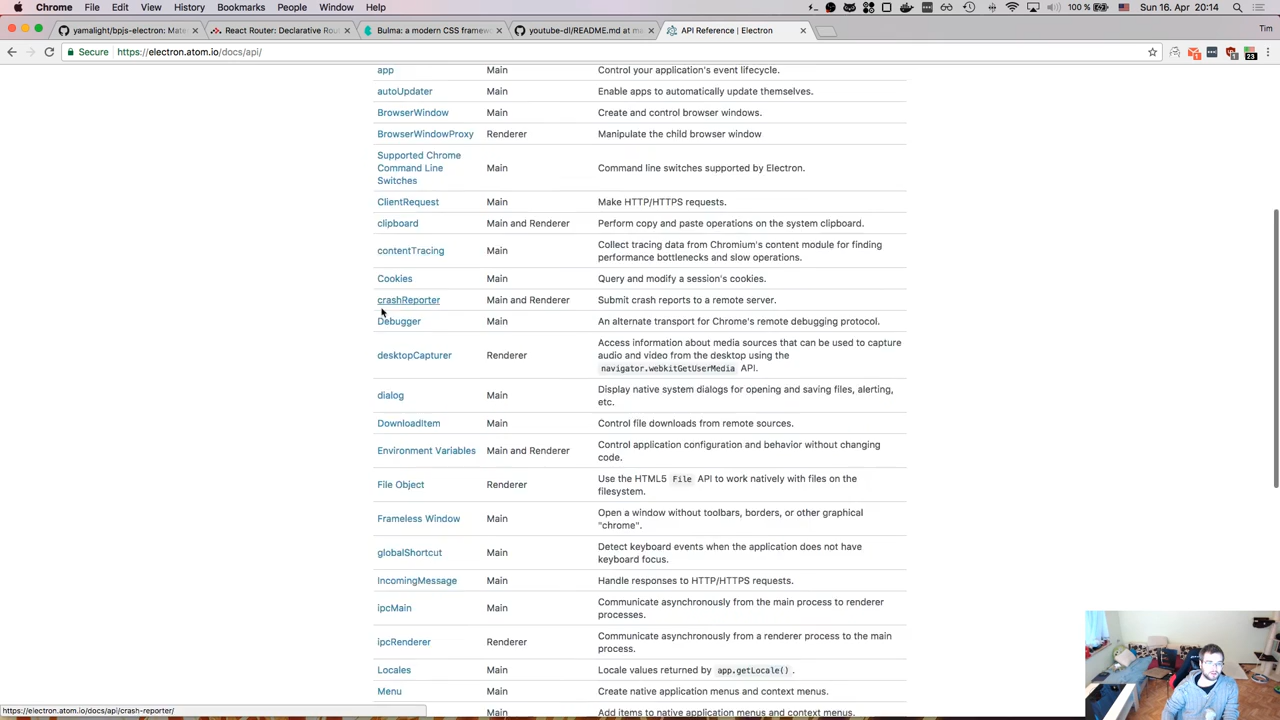 Chrome File Edit View History Bookmarks People Window Help 100 % Sun 16. Apr 20:14
yamalight/bpjs-electron: Mate
React Router: Declarative Rou
Bulma: a modern CSS framew
youtube-dl/README.md at m
API Reference | Electron
Tim
Secure https://electron.atom.io/docs/api/
app Main Control your application's event lifecycle.
autoUpdater Main Enable apps to automatically update themselves.
BrowserWindow Main Create and control browser windows.
BrowserWindowProxy Renderer Manipulate the child browser window
Supported Chrome
Command Line Main Command line switches supported by Electron.
Switches
ClientRequest Main Make HTTP/HTTPS requests.
clipboard Main and Renderer Perform copy and paste operations on the system clipboard.
contentTracing Main Collect tracing data from Chromium's content module for finding
performance bottlenecks and slow operations.
Cookies Main Query and modify a session's cookies.
crashReporter Main and Renderer Submit crash reports to a remote server.
Debugger Main An alternate transport for Chrome's remote debugging protocol.
desktopCapturer Renderer Access information about media sources that can be used to capture
audio and video from the desktop using the
navigator.webkitGetUserMedia API.
dialog Main Display native system dialogs for opening and saving files, alerting,
etc.
DownloadItem Main Control file downloads from remote sources.
Environment Variables Main and Renderer Control application configuration and behavior without changing
code.
File Object Renderer Use the HTML5 File API to work natively with files on the
filesystem.
Frameless Window Main Open a window without toolbars, borders, or other graphical
"chrome".
globalShortcut Main Detect keyboard events when the application does not have
keyboard focus.
IncomingMessage Main Handle responses to HTTP/HTTPS requests.
ipcMain Main Communicate asynchronously from the main process to renderer
processes.
ipcRenderer Renderer Communicate asynchronously from a renderer process to the main
process.
Locales Main Locale values returned by app.getLocale() .
Menu Main Create native application menus and context menus.
Main Add items to native application menus and context menus.
https://electron.atom.io/docs/api/crash-reporter/